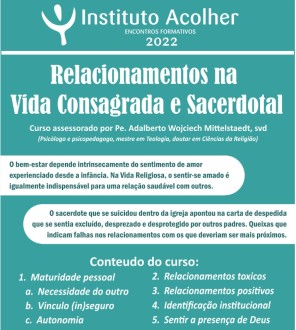 Instituto Acolher
ENCONTROS FORMATIVOS
2022
Relacionamentos na
Vida Consagrada e Sacerdotal
Curso assessorado por Pe. Adalberto Wojciech Mittelstaedt, svd
(Psicólogo e psicopedagogo, mestre em Teologia, doutor em Ciências da Religião)
O bem-estar depende intrinsecamente do sentimento de amor
experienciado desde a infância. Na Vida Religiosa, o sentir-se amado é
igualmente indispensável para uma relação saudável com outros.
O sacerdote que se suicidou dentro da igreja apontou na carta de despedida
que se sentia excluído, desprezado e desprotegido por outros padres. Queixas que
indicam falhas nos relacionamentos com os que deveriam ser mais próximos.
Conteudo do curso:
1. Maturidade pessoal
a. Necessidade do outro
b. Vinculo (in)seguro
c. Autonomia
2. Relacionamentos toxicos
3. Relacionamentos positivos
4. Identificação institucional
5. Sentir a presença de Deus